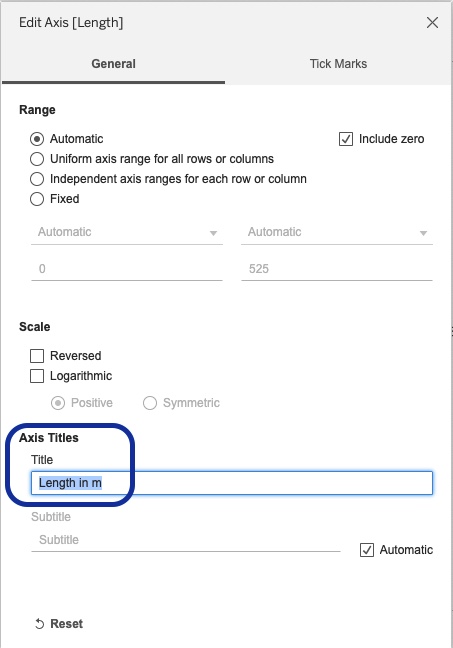 Edit Axis [Length]
General Tick Marks
Range
Automatic Include zero
Uniform axis range for all rows or columns
Independent axis ranges for each row or column
Fixed
Automatic Automatic
0 525
Scale
Reversed
Logarithmic
Positive Symmetric
Axis Titles
Title
Length in m
Subtitle
Subtitle
Automatic
Reset